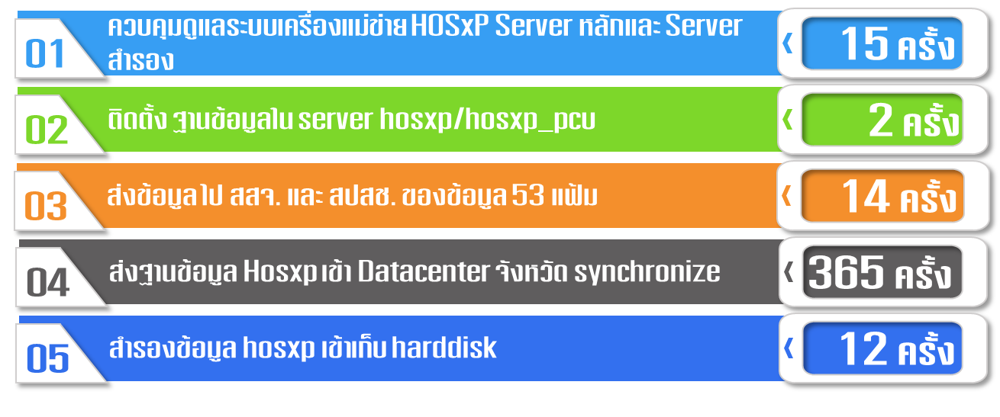 01
ควบคุมดูแลระบบเครื่องแม่ข่าย HOSxP Server หลักและ Server
สำรอง
15 ครั้ง
02
ติดตั้ง ฐานข้อมูลใน server hosxp/hosxp_pcu
2 ครั้ง
03
ส่งข้อมูลไป สสจ. และ สปสช. ของข้อมูล 53 แฟ้ม
14 ครั้ง
04
ส่งฐานข้อมูล Hosxp เข้า Datacenter จังหวัด synchronize
365 ครั้ง
05
สำรองข้อมูล hosxp เข้าเก็บ harddisk
12 ครั้ง